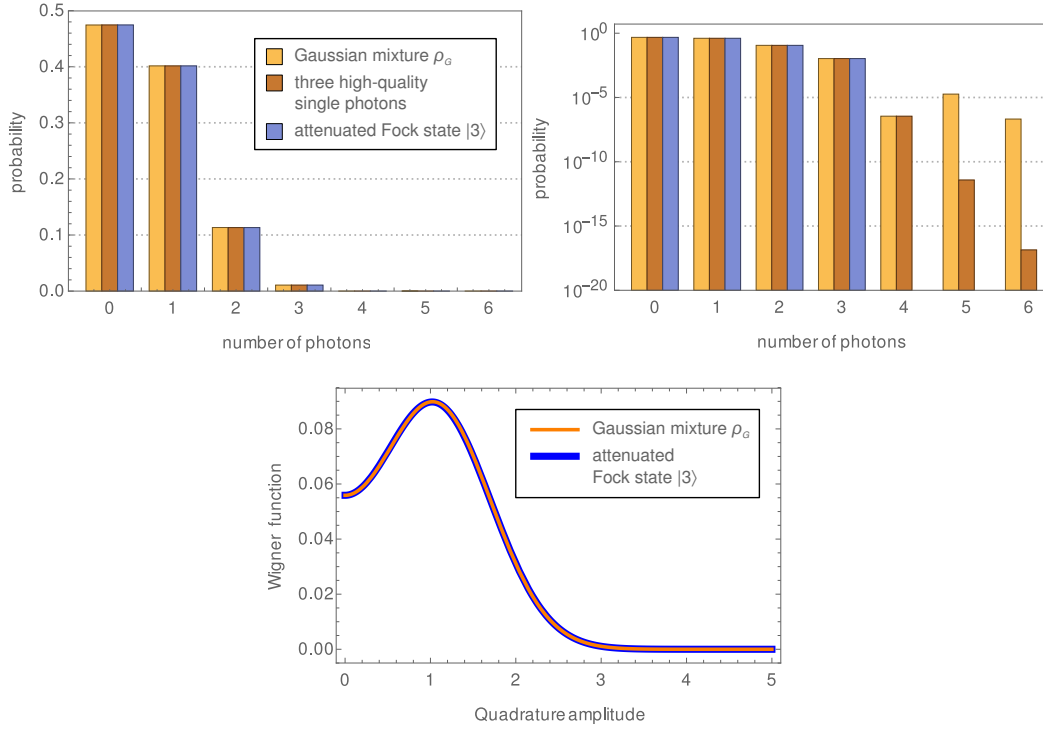 0.5
0.4
0.3
0.2
0.1
0.0
probability
Gaussian mixture ρG
three high-quality
single photons
attenuated Fock state |3⟩
0 1 2 3 4 5 6
number of photons
10^0
10^-5
10^-10
10^-15
10^-20
probability
0 1 2 3 4 5 6
number of photons
0.08
0.06
0.04
0.02
0.00
Wigner function
Gaussian mixture ρG
attenuated
Fock state |3⟩
0 1 2 3 4 5
Quadrature amplitude